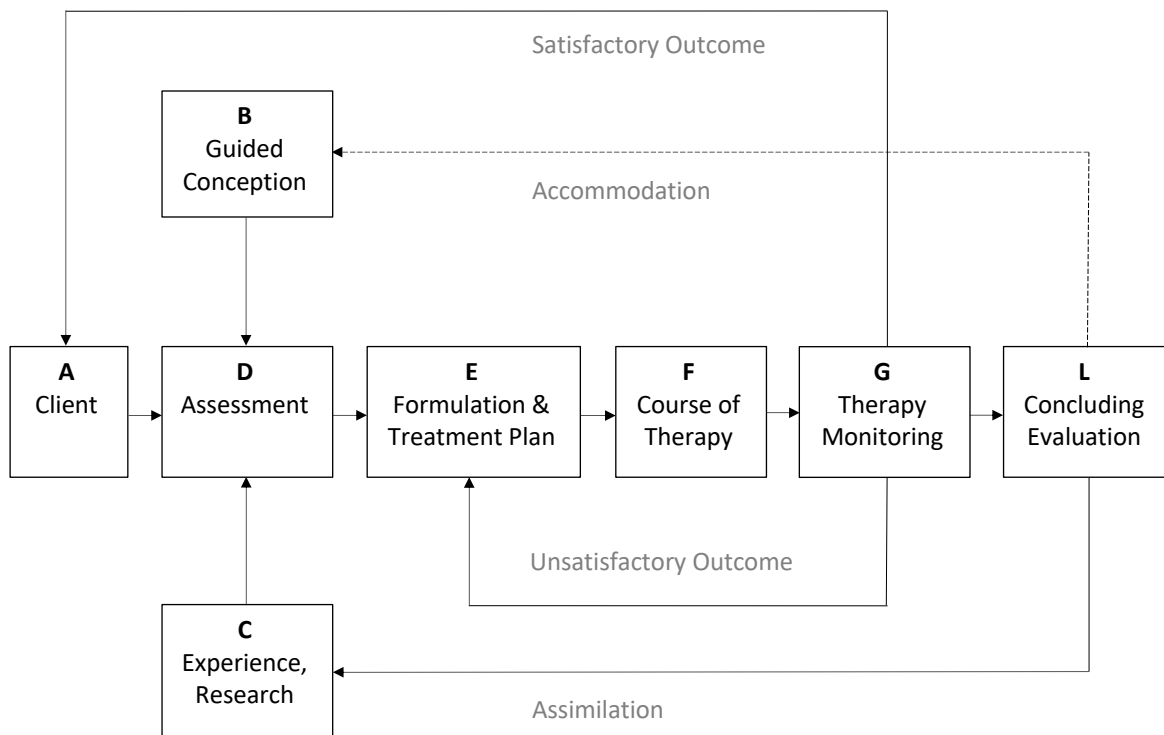 Satisfactory Outcome
B
Guided
Conception
Accommodation
A
Client
D
Assessment
E
Formulation &
Treatment Plan
F
Course of
Therapy
G
Therapy
Monitoring
L
Concluding
Evaluation
Unsatisfactory Outcome
C
Experience,
Research
Assimilation